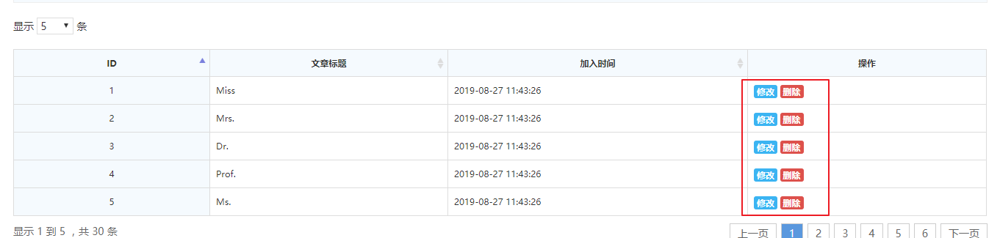 显示 5 条
ID 文章标题 加入时间 操作
1 Miss 2019-08-27 11:43:26 修改 删除
2 Mrs. 2019-08-27 11:43:26 修改 删除
3 Dr. 2019-08-27 11:43:26 修改 删除
4 Prof. 2019-08-27 11:43:26 修改 删除
5 Ms. 2019-08-27 11:43:26 修改 删除
显示 1 到 5 ，共 30 条 上一页 1 2 3 4 5 6 下一页